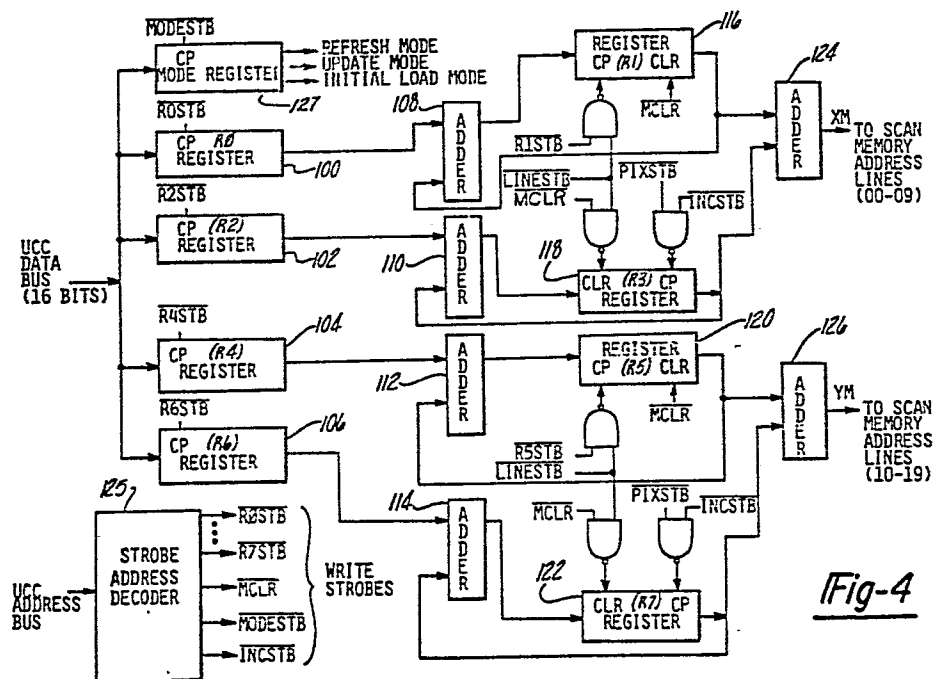 MODESTB
CP
MODE REGISTER
127
REFRESH MODE
UPDATE MODE
INITIAL LOAD MODE
R0STB
CP RØ
REGISTER
100
R2STB
CP (R2)
REGISTER
102
UCC
DATA
BUS
(16 BITS)
R4STB
CP (R4)
REGISTER
104
R6STB
CP (R6)
REGISTER
106
108
ADDER
110
ADDER
112
ADDER
114
ADDER
116
REGISTER
CP (R1) CLR
MCLR
R1STB
LINESTB
MCLR
PIXSTB
INCSTB
118
CLR (R3) CP
REGISTER
120
REGISTER
CP (R5) CLR
MCLR
R5STB
LINESTB
MCLR
PIXSTB
INCSTB
122
CLR (R7) CP
REGISTER
124
ADDER
XM
TO SCAN
MEMORY
ADDRESS
LINES
(00-09)
126
ADDER
YM
TO SCAN
MEMORY
ADDRESS
LINES
(10-19)
125
STROBE
ADDRESS
DECODER
UCC
ADDRESS
BUS
RØSTB
R7STB
MCLR
MODESTB
INCSTB
WRITE
STROBES
Fig-4